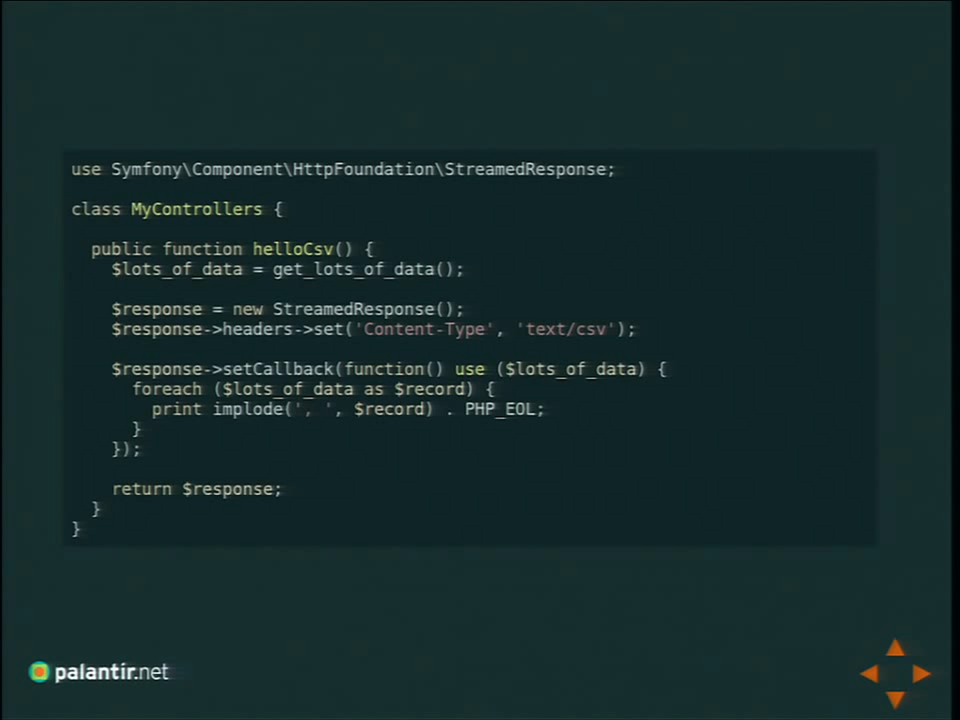 use Symfony\Component\HttpFoundation\StreamedResponse;
class MyControllers {
public function helloCsv() {
$lots_of_data = get_lots_of_data();
$response = new StreamedResponse();
$response->headers->set('Content-Type', 'text/csv');
$response->setCallback(function() use ($lots_of_data) {
foreach ($lots_of_data as $record) {
print implode(', ', $record) . PHP_EOL;
}
});
return $response;
}
}
palantir.net